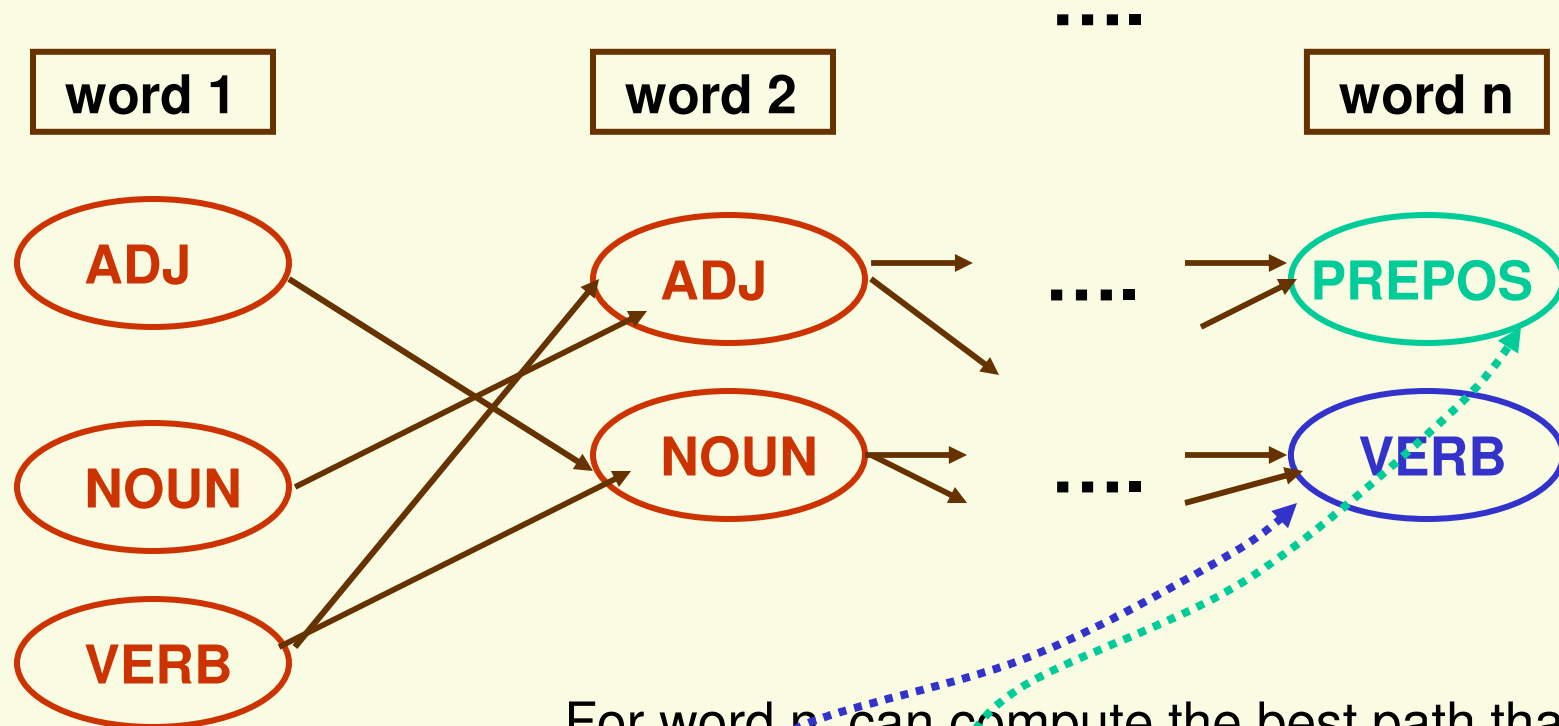 ....
word 1 word 2 word n
ADJ ADJ .... PREPOS
NOUN NOUN .... VERB
VERB
For word n, can compute the best path tha